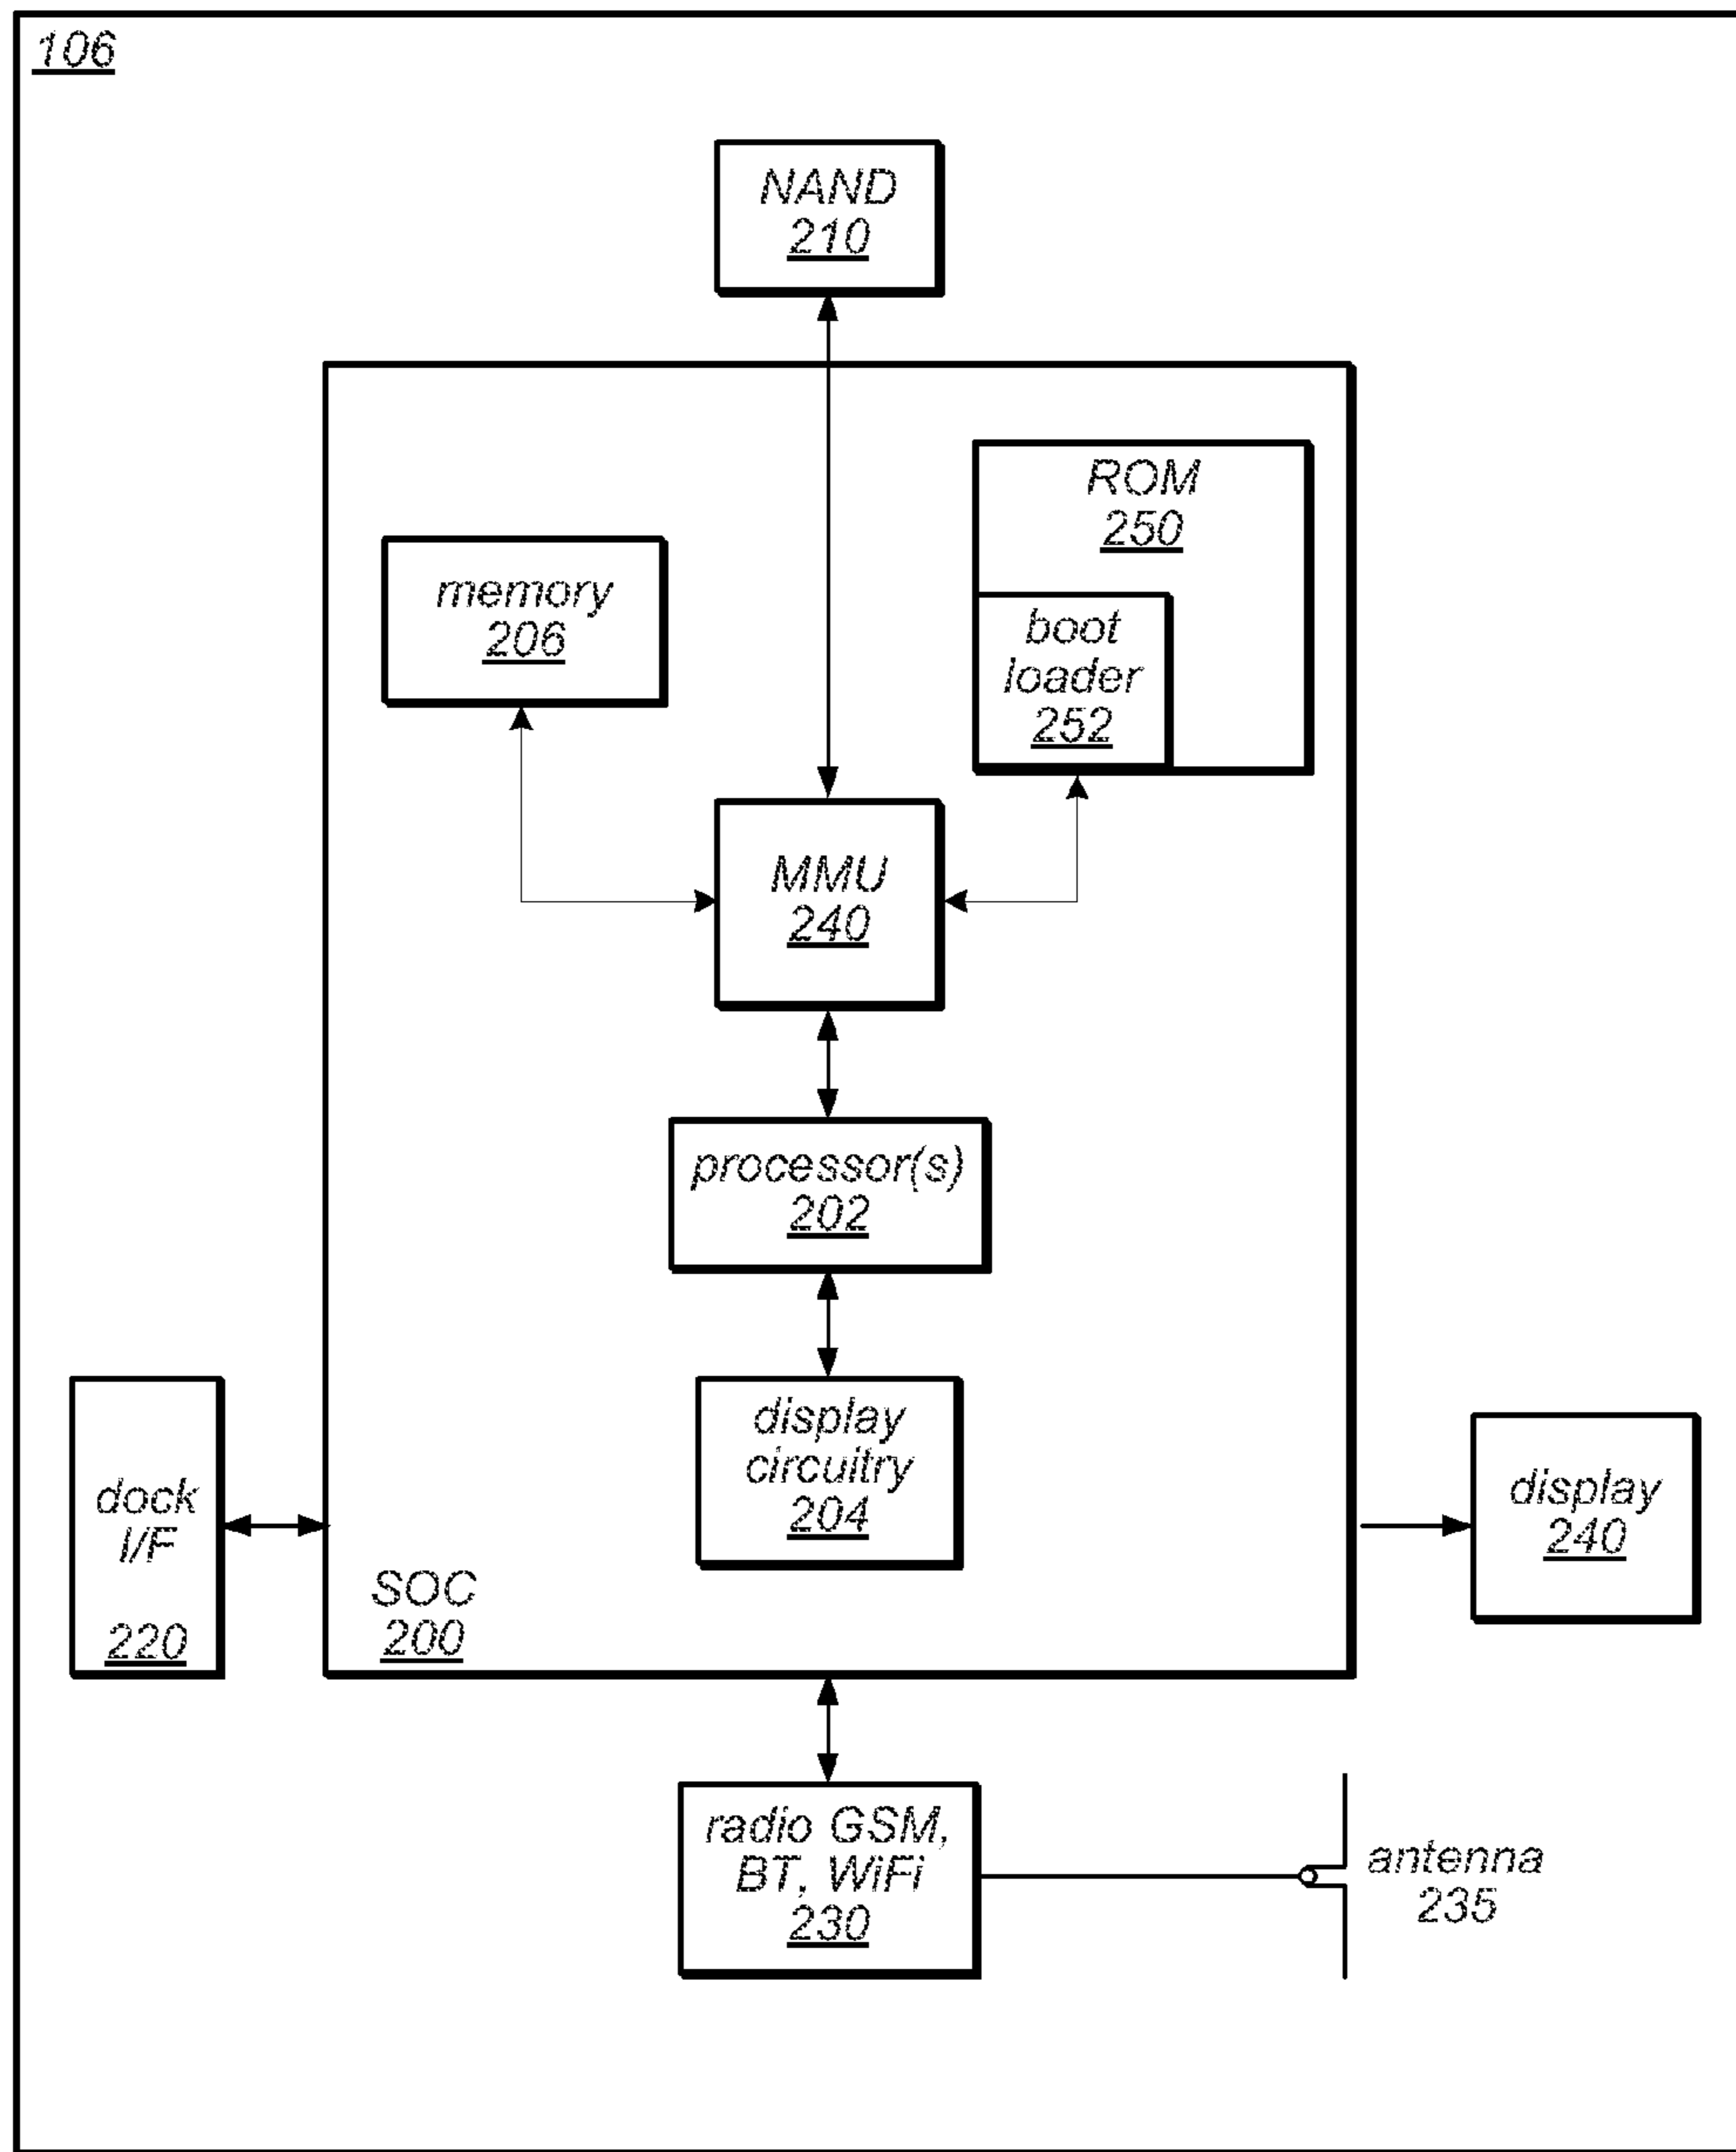 106
NAND
210
ROM
250
memory
206
boot
loader
252
MMU
240
processor(s)
202
display
circuitry
204
dock
I/F
220
display
240
SOC
200
radio GSM,
BT, WiFi
230
antenna
235